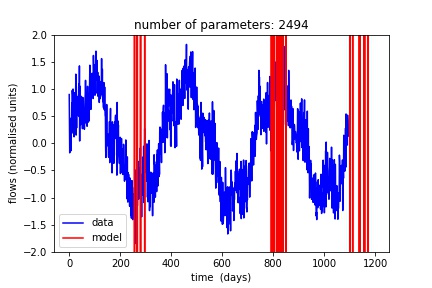 number of parameters: 2494
2.0
1.5
1.0
0.5
0.0
−0.5
−1.0
−1.5
−2.0
flows (normalised units)
data
model
0 200 400 600 800 1000 1200
time (days)